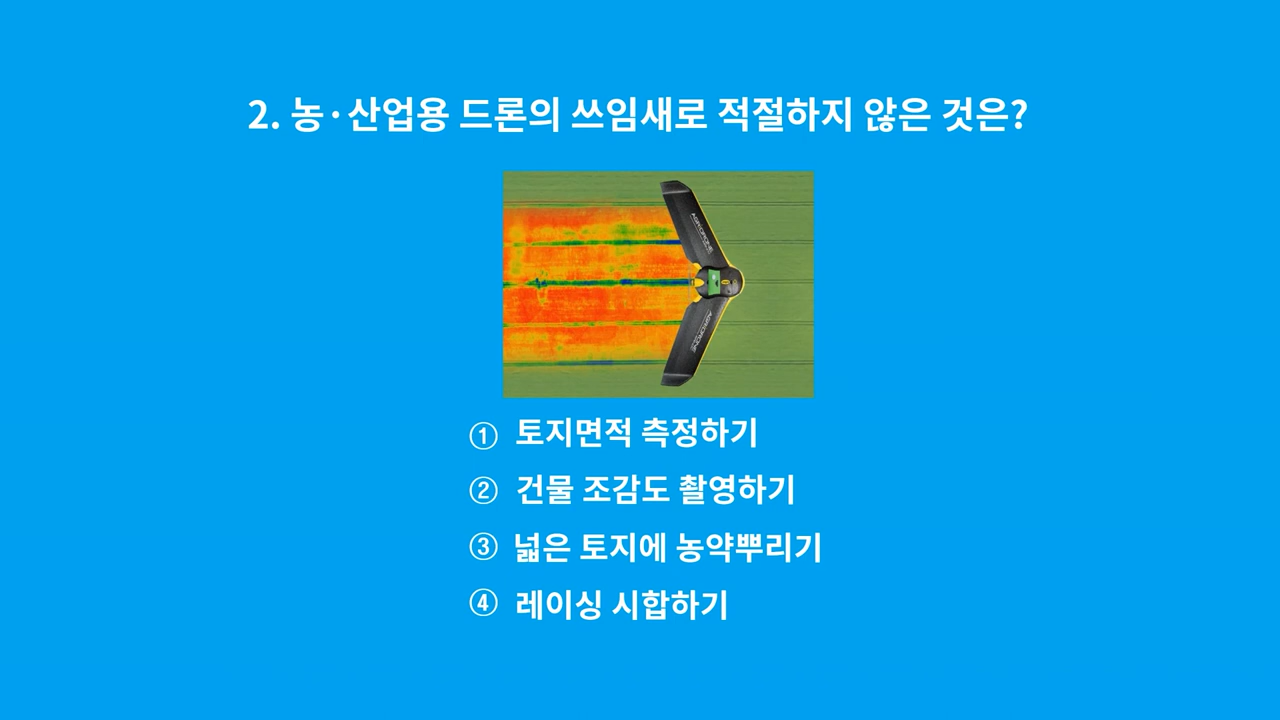 2. 농·산업용 드론의 쓰임새로 적절하지 않은 것은?
AGRODRONE
AGRODRONE
① 토지면적 측정하기
② 건물 조감도 촬영하기
③ 넓은 토지에 농약뿌리기
④ 레이싱 시합하기